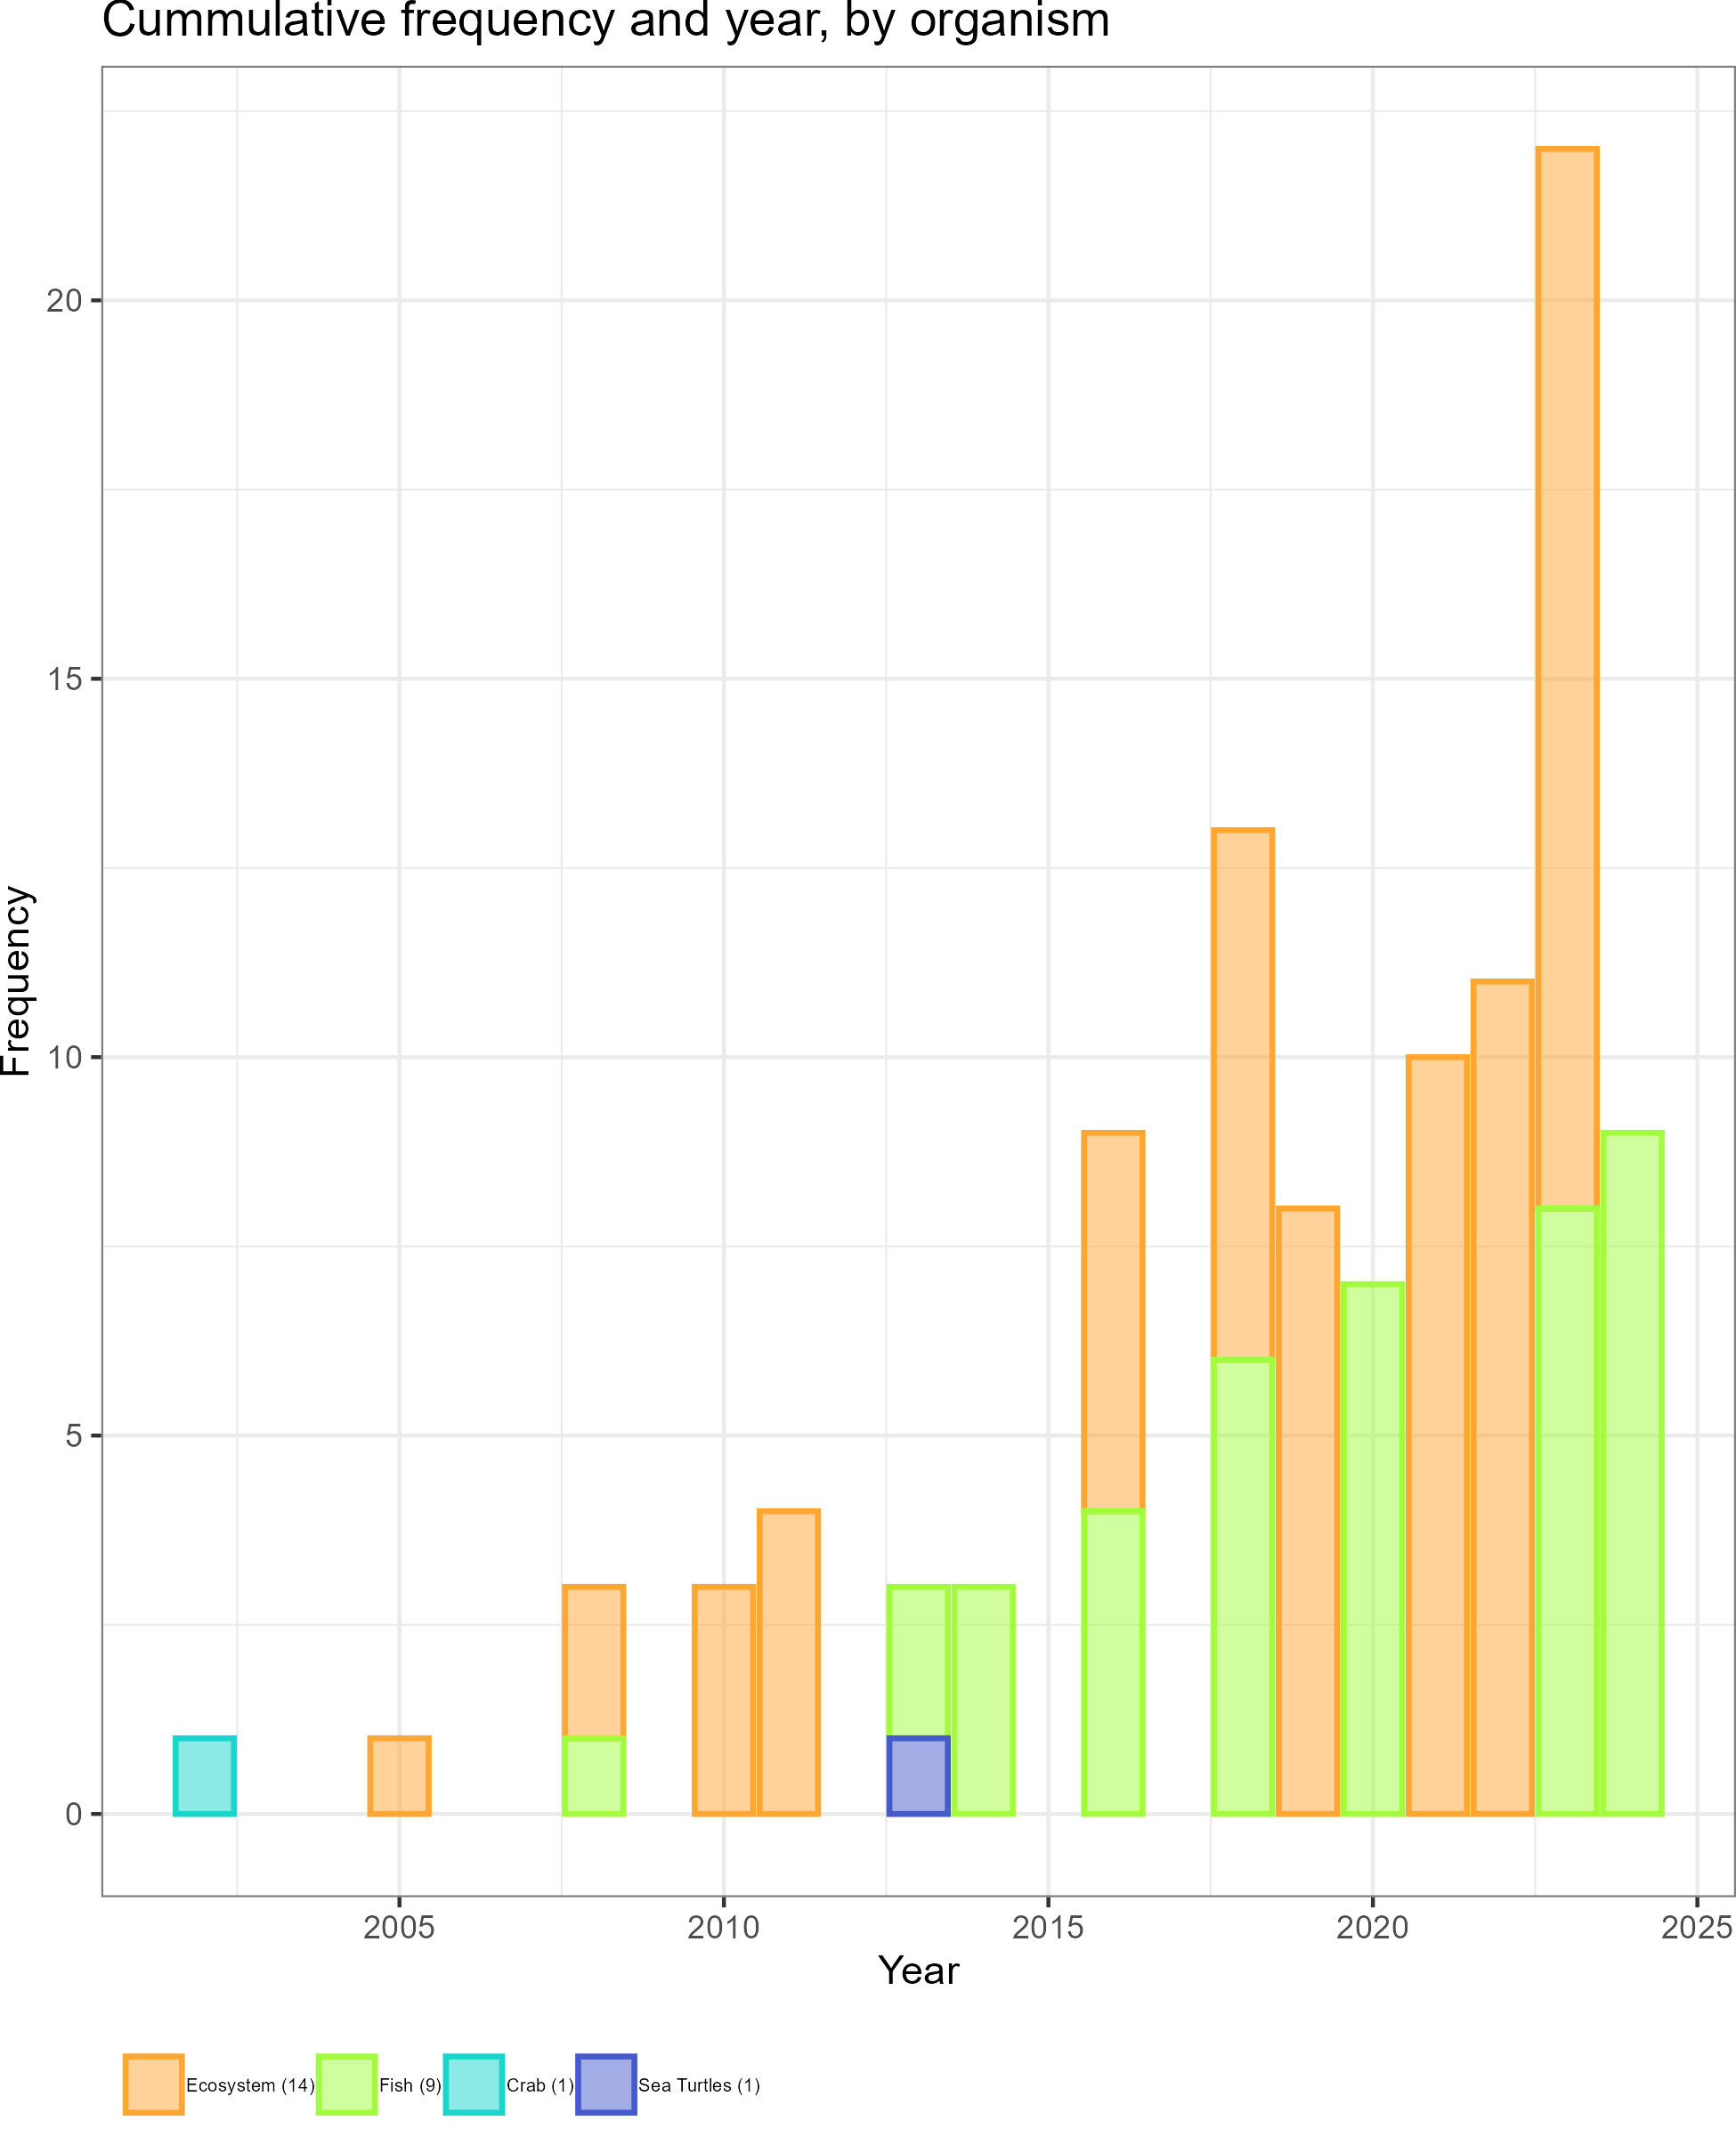 Cummulative frequency and year, by organism
20
15
10
5
0
Frequency
2005 2010 2015 2020 2025
Year
Ecosystem (14) Fish (9) Crab (1) Sea Turtles (1)